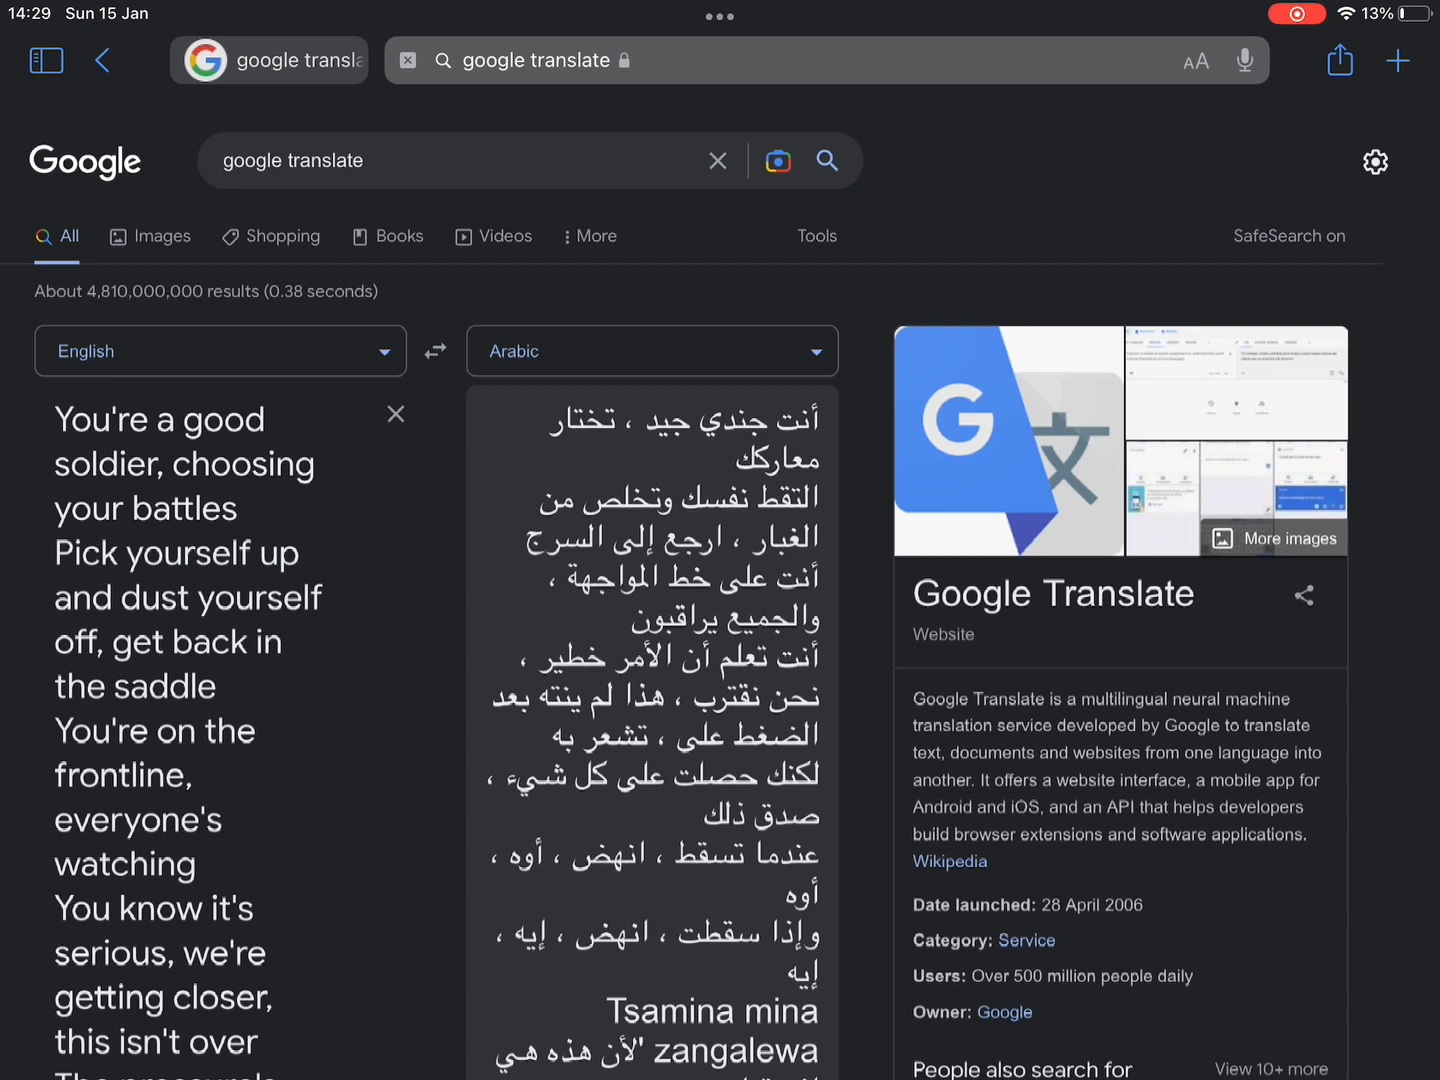 14:29 Sun 15 Jan
13%
google transla
google translate
AA
Google
google translate
All Images Shopping Books Videos More Tools SafeSearch on
About 4,810,000,000 results (0.38 seconds)
English
Arabic
You're a good
soldier, choosing
your battles
Pick yourself up
and dust yourself
off, get back in
the saddle
You're on the
frontline,
everyone's
watching
You know it's
serious, we're
getting closer,
this isn't over
The pressure's
أنت جندي جيد ، تختار
معاركك
التقط نفسك وتخلص من
الغبار ، ارجع إلى السرج
أنت على خط المواجهة ،
والجميع يراقبون
أنت تعلم أن الأمر خطير ،
نحن نقترب ، هذا لم ينته بعد
الضغط على ، تشعر به
لكنك حصلت على كل شيء ،
صدق ذلك
عندما تسقط ، انهض ، أوه ،
أوه
وإذا سقطت ، انهض ، إيه ،
إيه
Tsamina mina
zangalewa 'لأن هذه هي
G 文
More images
Google Translate
Website
Google Translate is a multilingual neural machine
translation service developed by Google to translate
text, documents and websites from one language into
another. It offers a website interface, a mobile app for
Android and iOS, and an API that helps developers
build browser extensions and software applications.
Wikipedia
Date launched: 28 April 2006
Category: Service
Users: Over 500 million people daily
Owner: Google
People also search for
View 10+ more